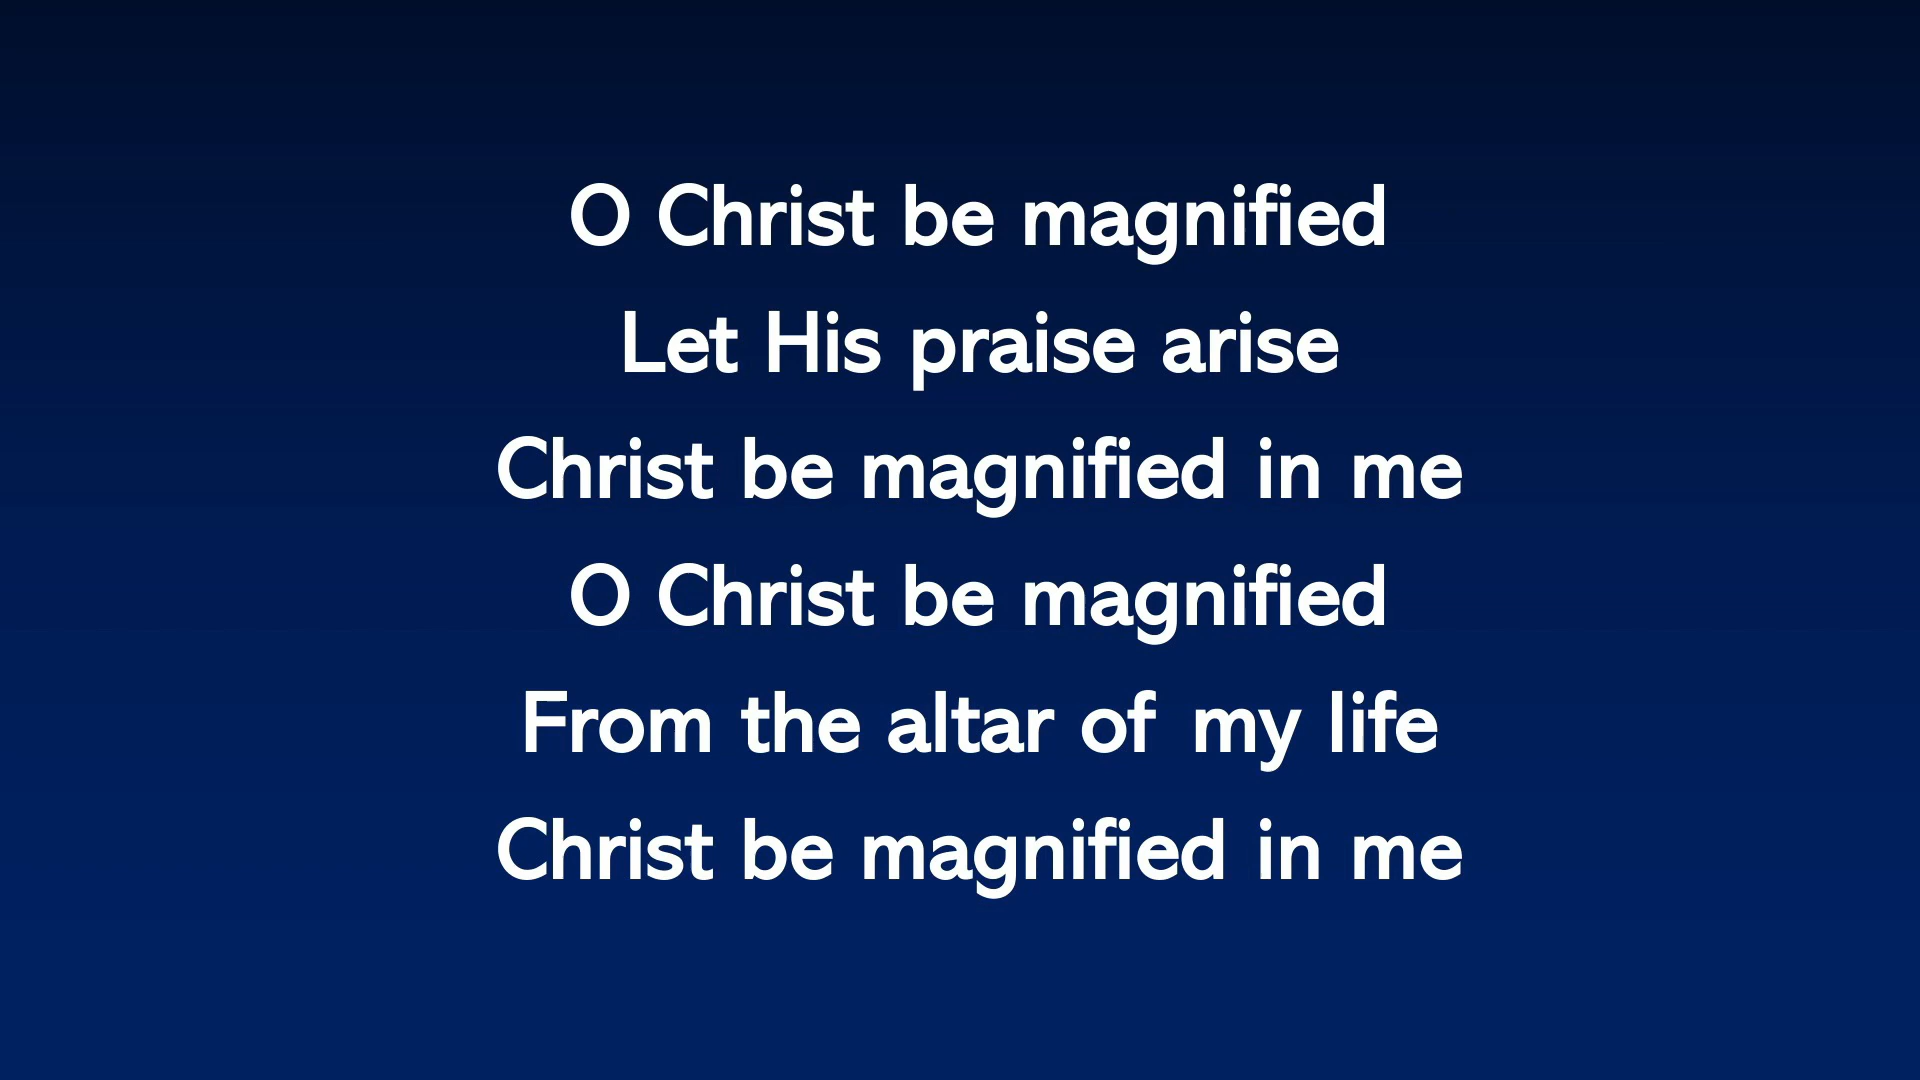 O Christ be magnified
Let His praise arise
Christ be magnified in me
O Christ be magnified
From the altar of my life
Christ be magnified in me